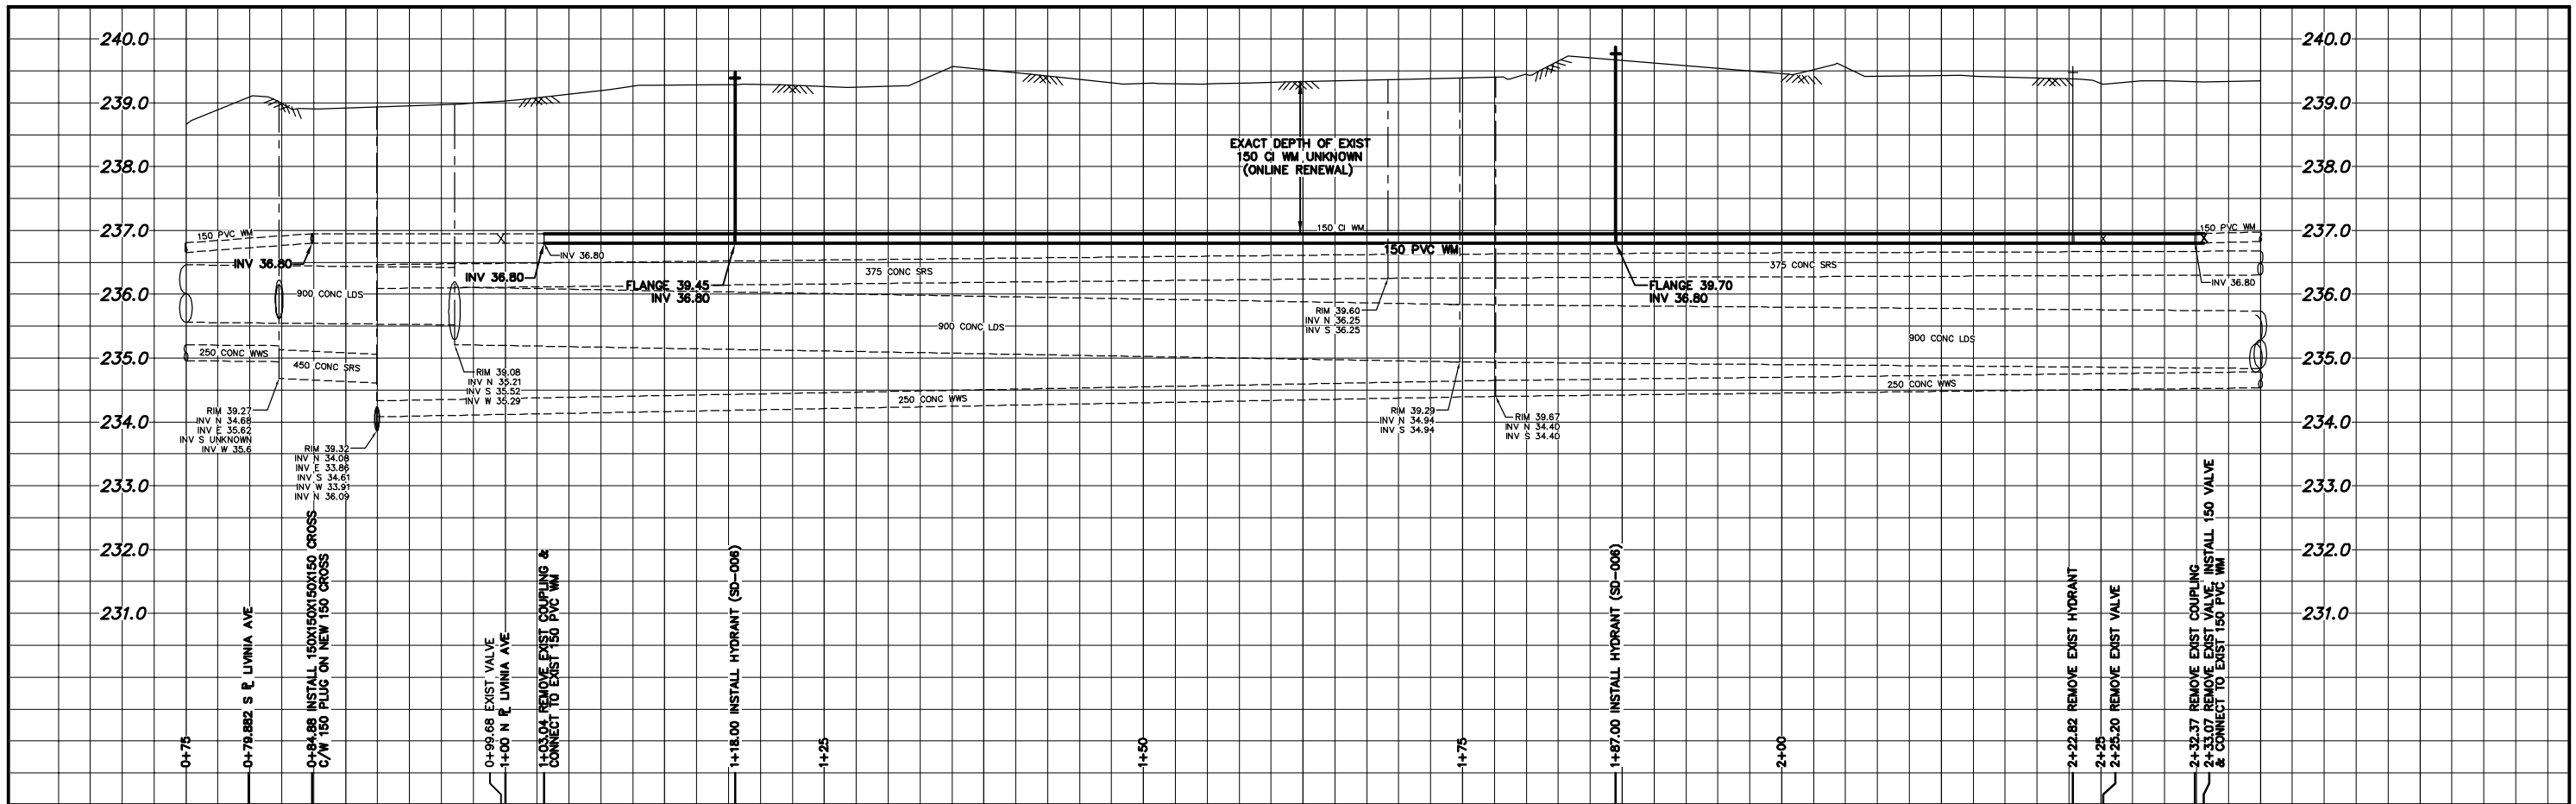 240.0
240.0
239.0
239.0
EXACT DEPTH OF EXIST
150 CI WM UNKNOWN
(ONLINE RENEWAL)
238.0
238.0
237.0
237.0
150 PVC WM
150 CI WM
150 PVC WM
INV 36.80
INV 36.80
INV 36.80
150 PVC WM
375 CONC SRS
375 CONC SRS
INV 36.80
FLANGE 39.45
INV 36.80
FLANGE 39.70
INV 36.80
236.0
236.0
900 CONC LDS
900 CONC LDS
900 CONC LDS
RIM 39.60
INV N 36.25
INV S 36.25
235.0
235.0
250 CONC WWS
450 CONC SRS
RIM 39.08
INV N 35.21
INV S 35.52
INV W 35.29
250 CONC WWS
250 CONC WWS
RIM 39.27
INV N 34.68
INV E 35.62
INV S UNKNOWN
INV W 35.6
RIM 39.29
INV N 34.94
INV S 34.94
RIM 39.67
INV N 34.40
INV S 34.40
234.0
234.0
RIM 39.32
INV N 34.08
INV E 33.86
INV S 34.61
INV W 33.91
INV N 36.09
233.0
233.0
232.0
232.0
231.0
231.0
0+75
0+79.882 S PL LIVINIA AVE
0+84.88 INSTALL 150X150X150X150 CROSS
C/W 150 PLUG ON NEW 150 CROSS
0+99.68 EXIST VALVE
1+00 N PL LIVINIA AVE
1+03.04 REMOVE EXIST COUPLING &
CONNECT TO EXIST 150 PVC WM
1+18.00 INSTALL HYDRANT (SD-006)
1+25
1+50
1+75
1+87.00 INSTALL HYDRANT (SD-006)
2+00
2+22.82 REMOVE EXIST HYDRANT
2+25
2+25.20 REMOVE EXIST VALVE
2+32.37 REMOVE EXIST COUPLING
2+33.07 REMOVE EXIST VALVE, INSTALL 150 VALVE
& CONNECT TO EXIST 150 PVC WM